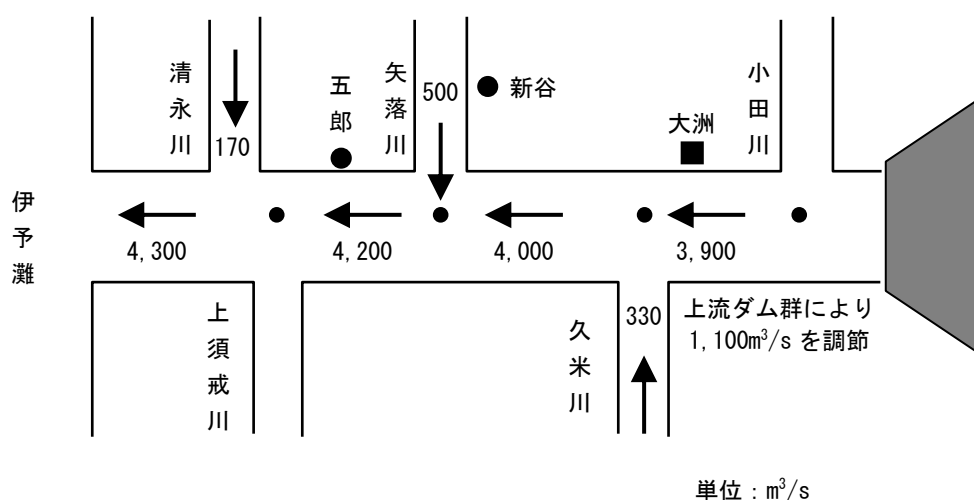 清永川
170
五郎
矢落川
500
新谷
大洲
小田川
伊予灘
4,300
4,200
4,000
3,900
上須戒川
久米川
330
上流ダム群により
1,100m³/s を調節
単位：m³/s